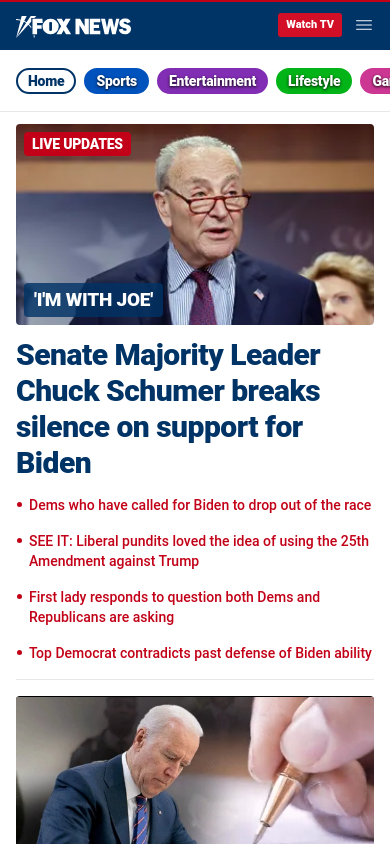 FOX NEWS
Watch TV
Home
Sports
Entertainment
Lifestyle
LIVE UPDATES
'I'M WITH JOE'
Senate Majority Leader
Chuck Schumer breaks
silence on support for
Biden
Dems who have called for Biden to drop out of the race
SEE IT: Liberal pundits loved the idea of using the 25th
Amendment against Trump
First lady responds to question both Dems and
Republicans are asking
Top Democrat contradicts past defense of Biden ability